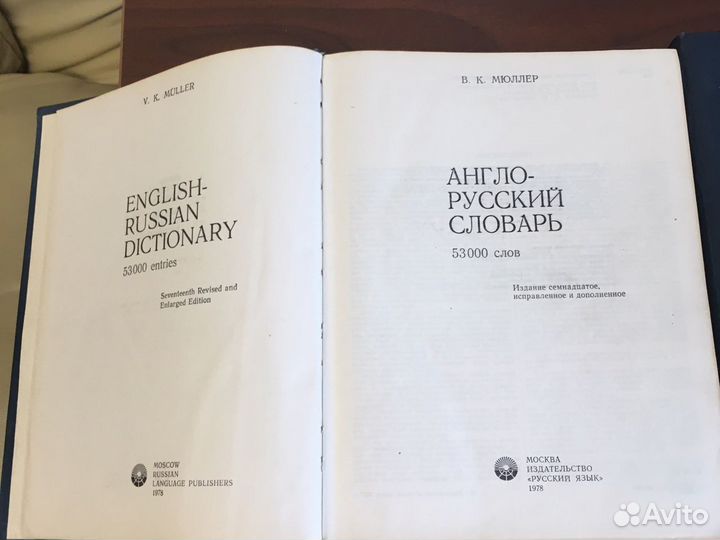 V. K. MÜLLER
ENGLISH-
RUSSIAN
DICTIONARY
53000 entries
Seventeenth Revised and
Enlarged Edition
MOSCOW
RUSSIAN
LANGUAGE PUBLISHERS
1978
В. К. МЮЛЛЕР
АНГЛО-
РУССКИЙ
СЛОВАРЬ
53000 слов
Издание семнадцатое,
исправленное и дополненное
МОСКВА
ИЗДАТЕЛЬСТВО
«РУССКИЙ ЯЗЫК»
1978
Avito